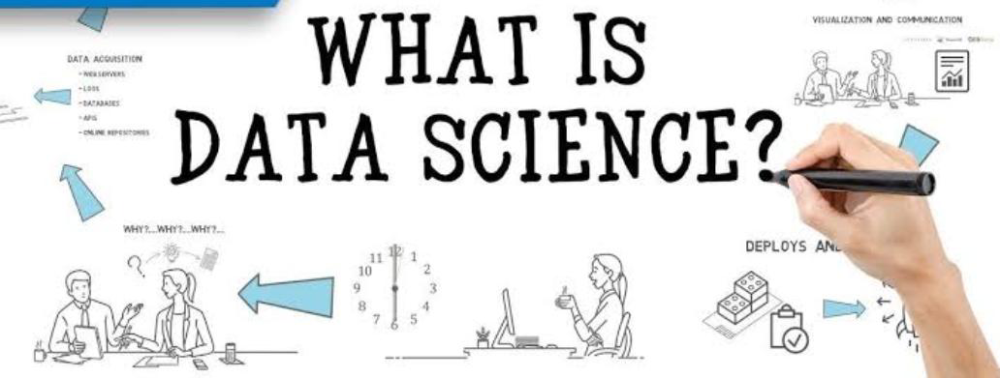 WHAT IS
DATA SCIENCE?
VISUALIZATION AND COMMUNICATION
DATA ACQUISITION
- WEB SERVERS
- LOGS
- DATABASES
- APIS
- ONLINE REPOSITORIES
WHY?....WHY?....WHY?....
12
11 1
10 2
9 3
8 4
7 5
6
DEPLOYS AND